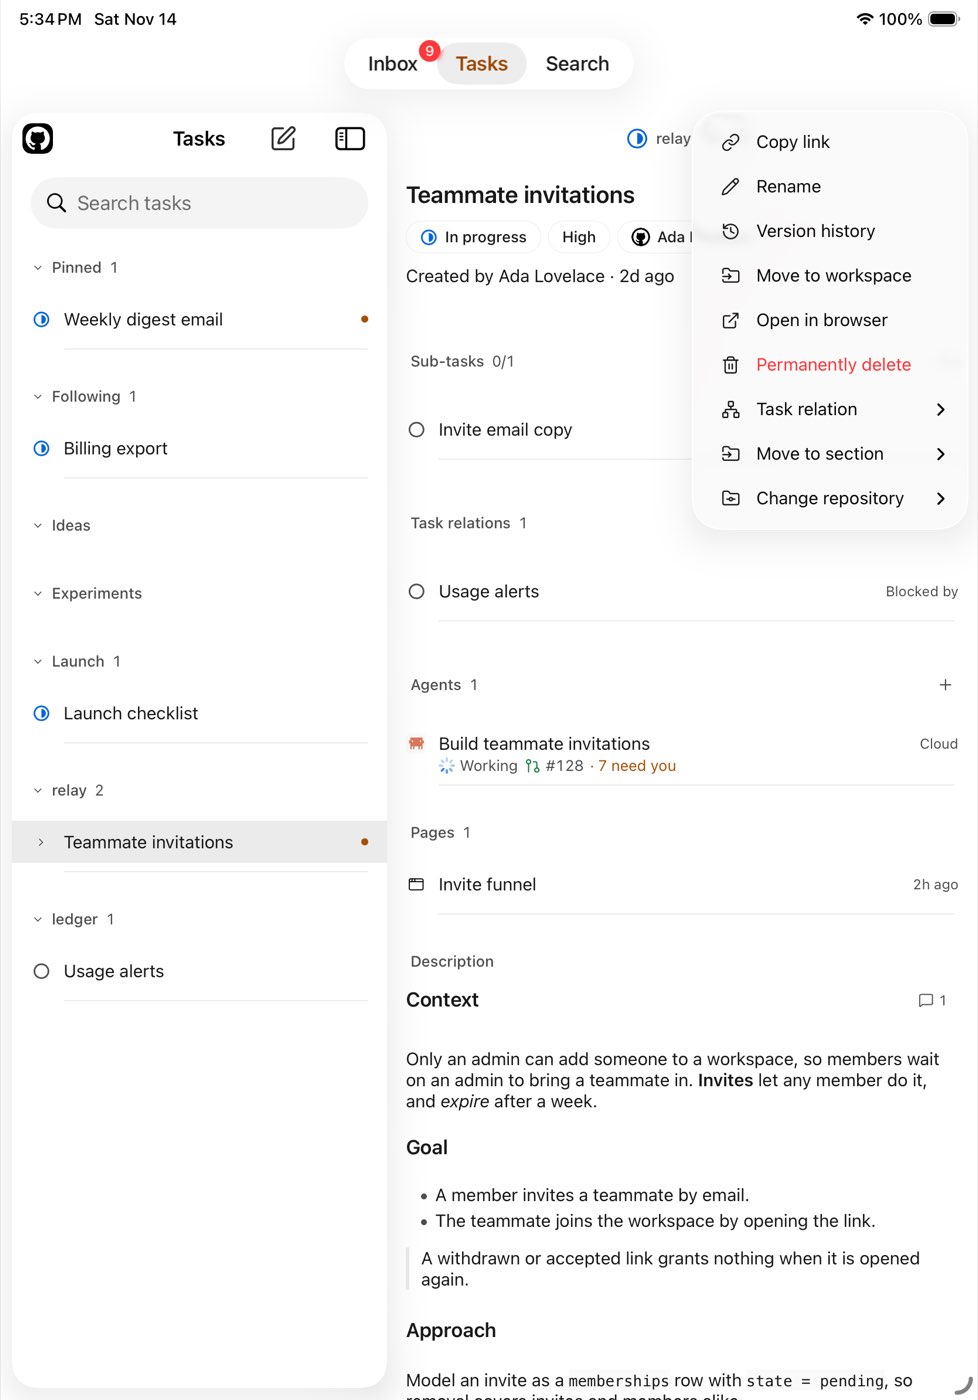 5:34 PM Sat Nov 14
100%
Inbox
9
Tasks
Search
Tasks
Search tasks
Pinned 1
Weekly digest email
Following 1
Billing export
Ideas
Experiments
Launch 1
Launch checklist
relay 2
Teammate invitations
ledger 1
Usage alerts
relay
Teammate invitations
In progress
High
Ada
Created by Ada Lovelace · 2d ago
Sub-tasks 0/1
Invite email copy
Task relations 1
Usage alerts
Blocked by
Agents 1
Build teammate invitations
Cloud
Working #128 · 7 need you
Pages 1
Invite funnel
2h ago
Description
Context
1
Only an admin can add someone to a workspace, so members wait
on an admin to bring a teammate in. Invites let any member do it,
and expire after a week.
Goal
• A member invites a teammate by email.
• The teammate joins the workspace by opening the link.
A withdrawn or accepted link grants nothing when it is opened
again.
Approach
Model an invite as a memberships row with state = pending, so
removal covers invites and members alike.
Copy link
Rename
Version history
Move to workspace
Open in browser
Permanently delete
Task relation
Move to section
Change repository